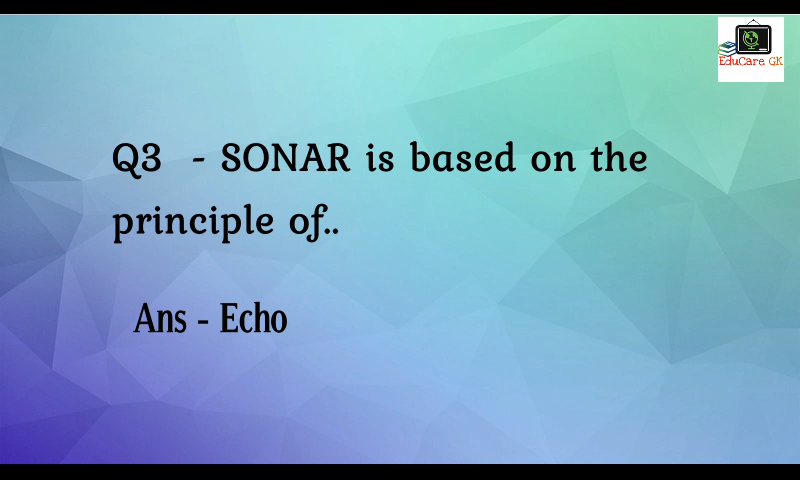 EduCare GK
Q3 - SONAR is based on the
principle of..
Ans - Echo